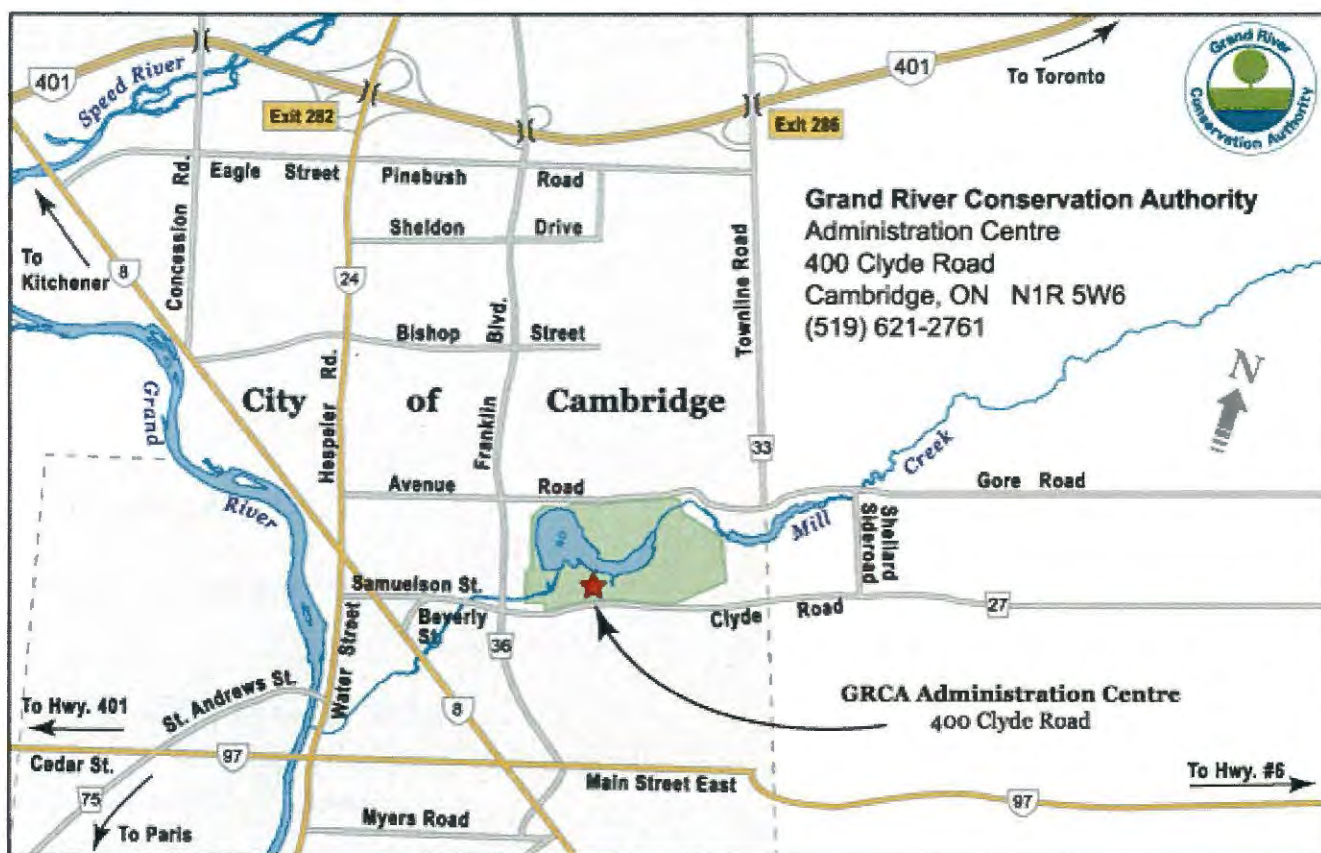 401
Speed River
Exit 282
401
To Toronto
Exit 286
Grand River
Conservation Authority
Eagle Street
Pinebush Road
Concession Rd.
Sheldon Drive
To
Kitchener
8
24
Townline Road
Grand River Conservation Authority
Administration Centre
400 Clyde Road
Cambridge, ON N1R 5W6
(519) 621-2761
Bishop Street
Franklin Blvd.
Hespeler Rd.
City of Cambridge
N
Grand
River
33
Avenue Road
Mill Creek
Gore Road
Shellard
Sideroad
Samuelson St.
Beverly
St.
36
Clyde Road
27
Water Street
St. Andrews St.
To Hwy. 401
8
GRCA Administration Centre
400 Clyde Road
Cedar St.
97
Main Street East
To Hwy. #6
97
75
To Paris
Myers Road